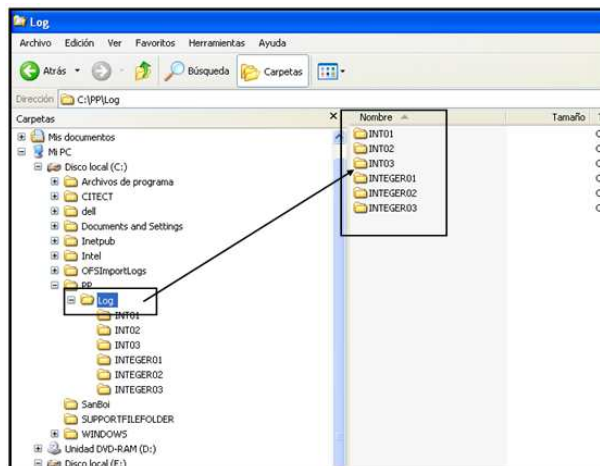 Log
Archivo Edición Ver Favoritos Herramientas Ayuda
Atrás Búsqueda Carpetas
Dirección C:\PP\Log
Carpetas
Mis documentos
Mi PC
Disco local (C:)
Archivos de programa
CITECT
dell
Documents and Settings
Inetpub
Intel
OFSImportLogs
PP
Log
INT01
INT02
INT03
INTEGER01
INTEGER02
INTEGER03
SanBoi
SUPPORTFILEFOLDER
WINDOWS
Unidad DVD-RAM (D:)
Disco local (E:)
Nombre Tamaño
INT01
INT02
INT03
INTEGER01
INTEGER02
INTEGER03